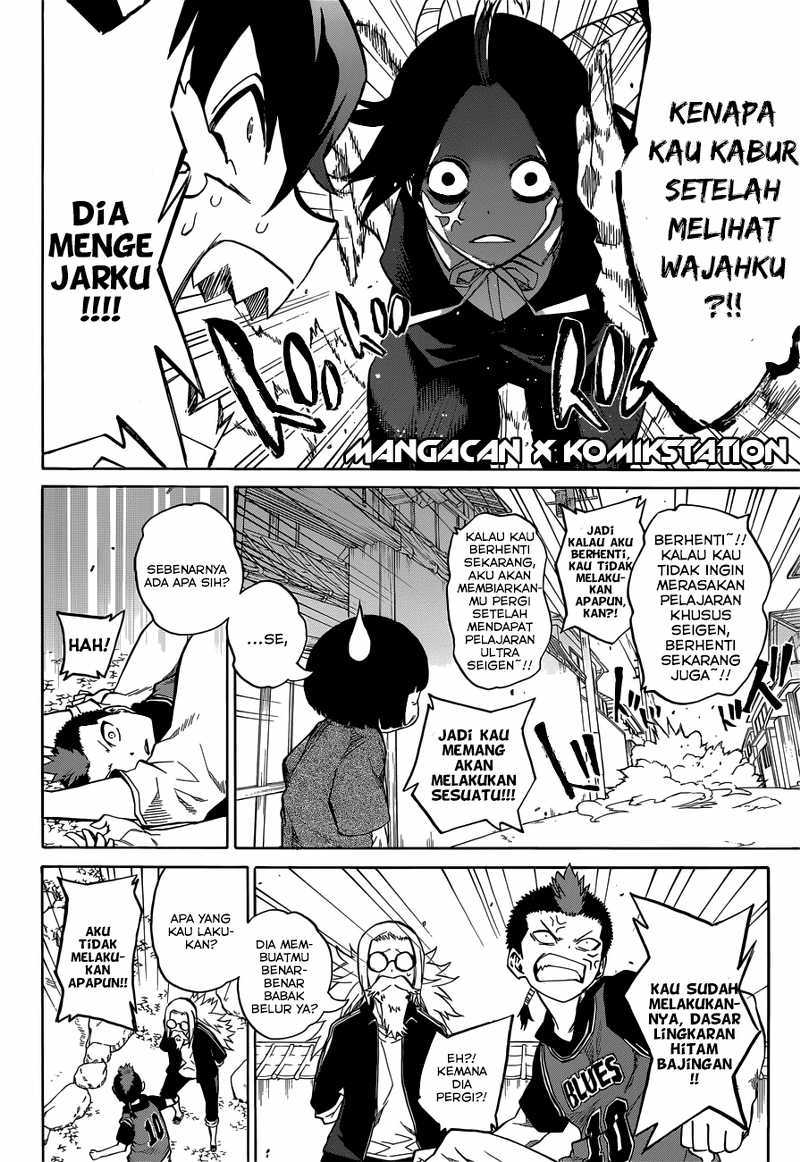 KENAPA
KAU KABUR
SETELAH
MELIHAT
WAJAHKU
?!!
DIA
MENGE
JARKU
!!!!
MANGACAN X KOMIKSTATION
BERHENTI~!!
KALAU KAU
TIDAK INGIN
MERASAKAN
PELAJARAN
KHUSUS
SEIGEN,
BERHENTI
SEKARANG
JUGA~!!
JADI
KALAU AKU
BERHENTI,
KAU TIDAK
MELAKU-
KAN
APAPUN,
KAN?!
KALAU KAU
BERHENTI
SEKARANG,
AKU AKAN
MEMBIARKAN-
MU PERGI
SETELAH
MENDAPAT
PELAJARAN
ULTRA
SEIGEN~!!
JADI KAU
MEMANG
AKAN
MELAKUKAN
SESUATU!!!
SEBENARNYA
ADA APA SIH?
...SE,
HAH!
KAU SUDAH
MELAKUKAN-
NYA, DASAR
LINGKARAN
HITAM
BAJINGAN
!!
EH?!
KEMANA
DIA
PERGI?!
BLUES
10
DIA MEM-
BUATMU
BENAR-
BENAR
BABAK
BELUR YA?
APA YANG
KAU LAKU-
KAN?
AKU
TIDAK
MELAKU-
KAN
APAPUN!!
10